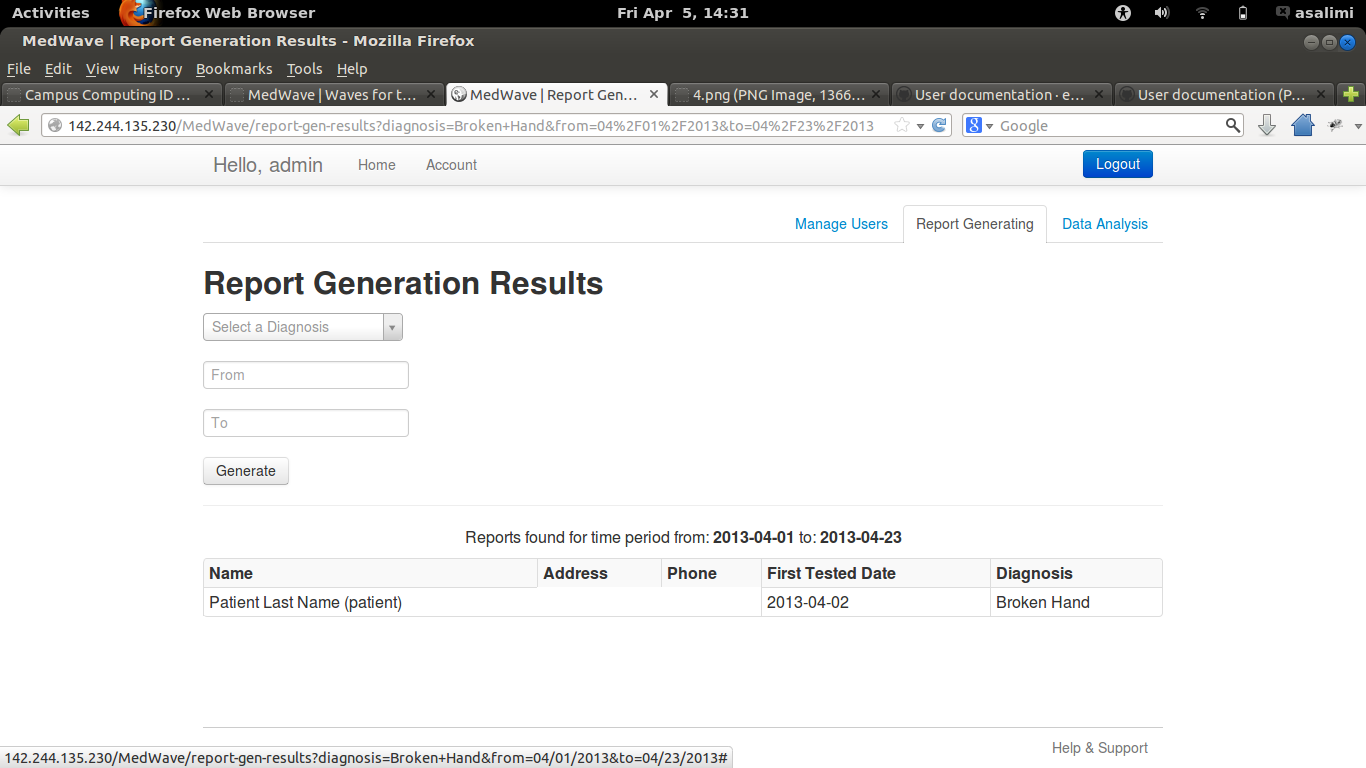 Activities Firefox Web Browser Fri Apr 5, 14:31 asalimi
MedWave | Report Generation Results - Mozilla Firefox
File Edit View History Bookmarks Tools Help
Campus Computing ID ... MedWave | Waves for t... MedWave | Report Gen... 4.png (PNG Image, 1366... User documentation · e... User documentation (P...
142.244.135.230/MedWave/report-gen-results?diagnosis=Broken+Hand&from=04%2F01%2F2013&to=04%2F23%2F2013 8 Google
Hello, admin Home Account Logout
Manage Users Report Generating Data Analysis
Report Generation Results
Select a Diagnosis
From
To
Generate
Reports found for time period from: 2013-04-01 to: 2013-04-23
Name Address Phone First Tested Date Diagnosis
Patient Last Name (patient) 2013-04-02 Broken Hand
Help & Support
142.244.135.230/MedWave/report-gen-results?diagnosis=Broken+Hand&from=04/01/2013&to=04/23/2013#